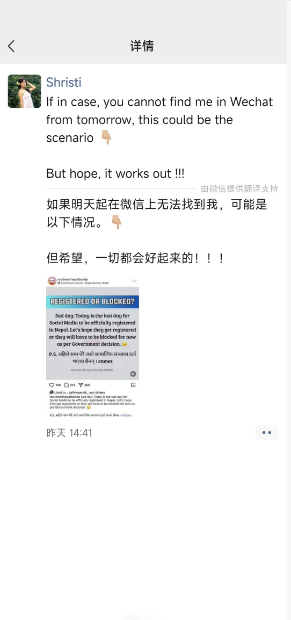 详情
Shristi
If in case, you cannot find me in Wechat
from tomorrow, this could be the
scenario 👇🏼
But hope, it works out !!!
由微信提供翻译支持
如果明天起在微信上无法找到我，可能是
以下情况。👇🏼
但希望，一切都会好起来的！！！
REGISTERED OR BLOCKED?
Sad day: Today is the last day for
Social Media to be officially registered
in Nepal. Let's hope they get registered
or they will have to be blocked for now
as per Government decision. 😞
昨天 14:41